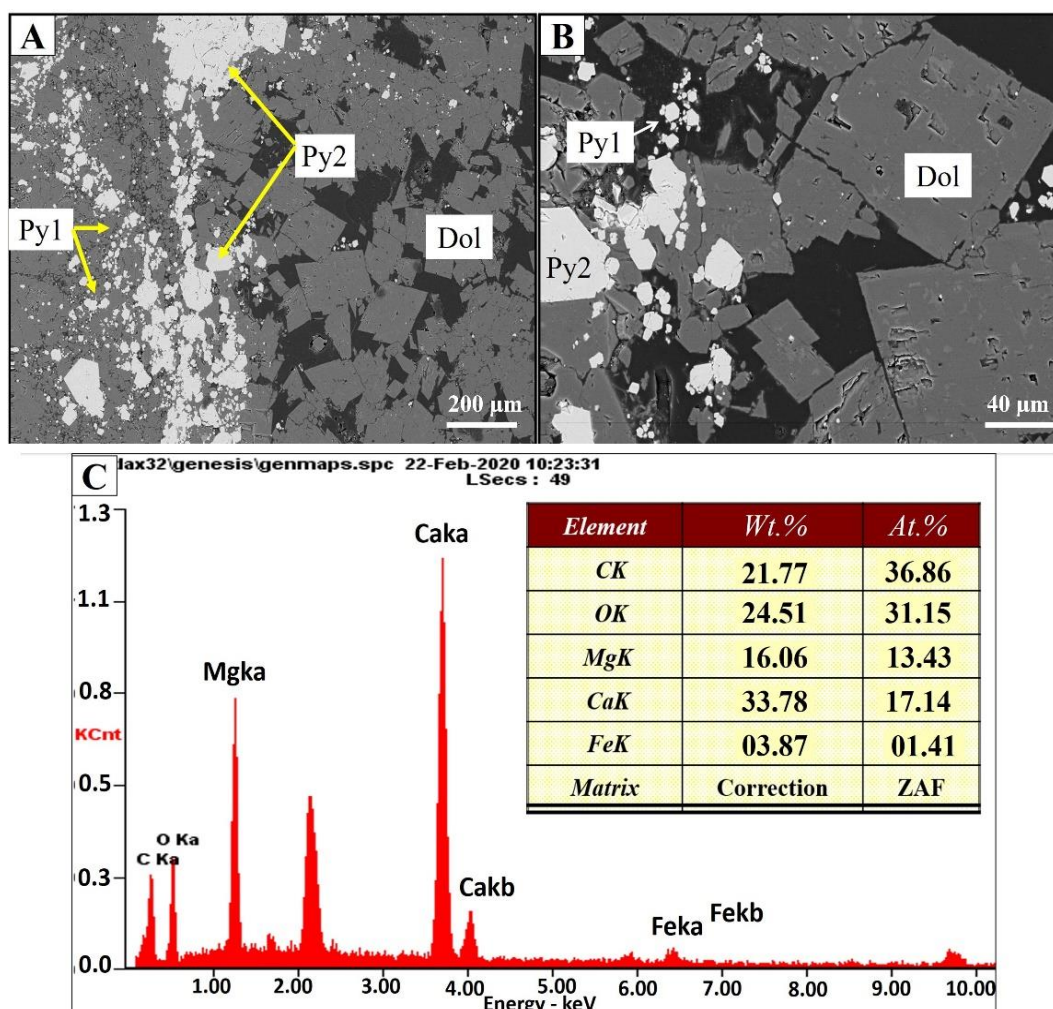 A
Py2
Py1
Dol
200 µm
B
Py1
Dol
Py2
40 µm
C
dax32\genesis\genmaps.spc 22-Feb-2020 10:23:31
LSecs : 49
1.3
1.1
0.8
KCnt
0.5
0.3
0.0
C Ka
O Ka
Mgka
Caka
Cakb
Feka
Fekb
1.00 2.00 3.00 4.00 5.00 6.00 7.00 8.00 9.00 10.00
Energy - keV
Element Wt.% At.%
CK 21.77 36.86
OK 24.51 31.15
MgK 16.06 13.43
CaK 33.78 17.14
FeK 03.87 01.41
Matrix Correction ZAF